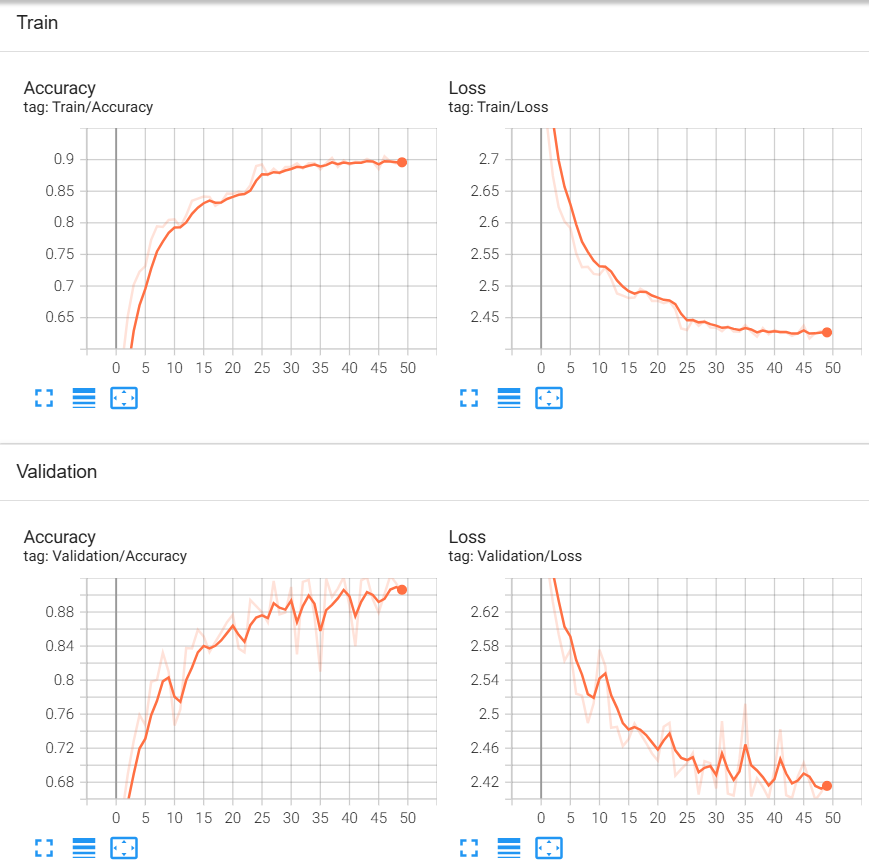 Train
Accuracy
tag: Train/Accuracy
0.9
0.85
0.8
0.75
0.7
0.65
0 5 10 15 20 25 30 35 40 45 50
Loss
tag: Train/Loss
2.7
2.65
2.6
2.55
2.5
2.45
0 5 10 15 20 25 30 35 40 45 50
Validation
Accuracy
tag: Validation/Accuracy
0.88
0.84
0.8
0.76
0.72
0.68
0 5 10 15 20 25 30 35 40 45 50
Loss
tag: Validation/Loss
2.62
2.58
2.54
2.5
2.46
2.42
0 5 10 15 20 25 30 35 40 45 50